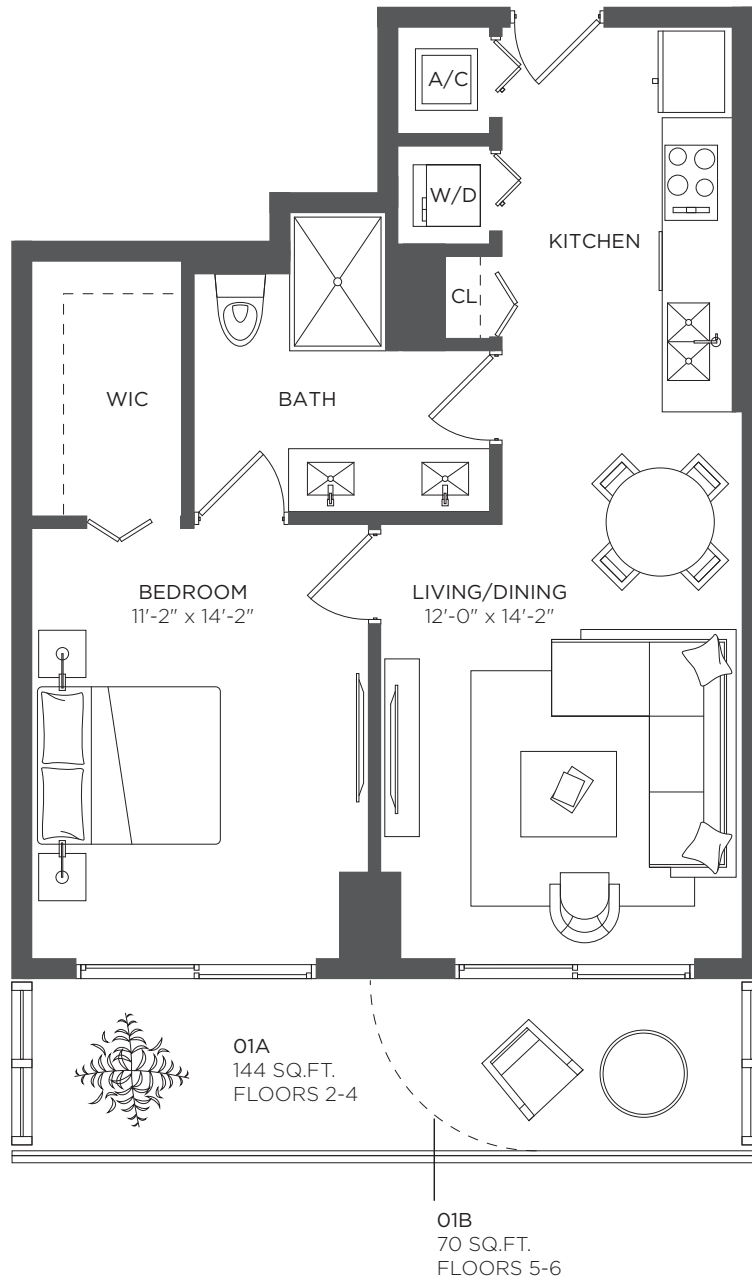 A/C
W/D
KITCHEN
CL
WIC
BATH
BEDROOM
11'-2" x 14'-2"
LIVING/DINING
12'-0" x 14'-2"
01A
144 SQ.FT.
FLOORS 2-4
01B
70 SQ.FT.
FLOORS 5-6